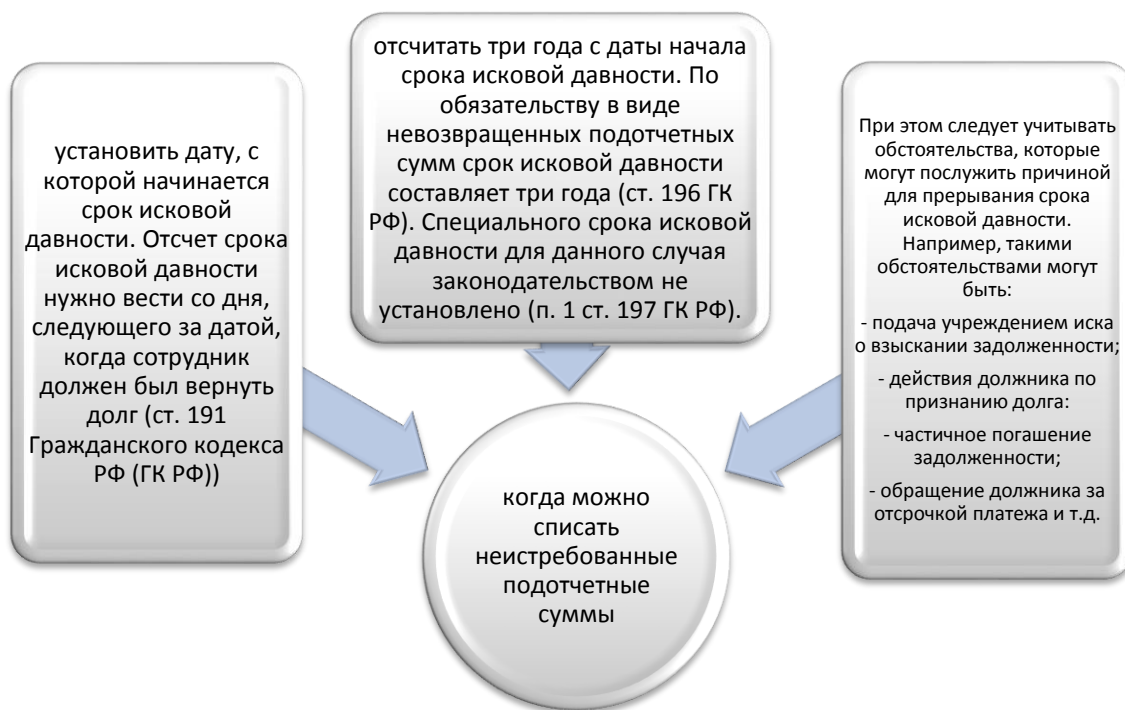 установить дату, с
которой начинается
срок исковой
давности. Отсчет срока
исковой давности
нужно вести со дня,
следующего за датой,
когда сотрудник
должен был вернуть
долг (ст. 191
Гражданского кодекса
РФ (ГК РФ))
отсчитать три года с даты начала
срока исковой давности. По
обязательству в виде
невозвращенных подотчетных
сумм срок исковой давности
составляет три года (ст. 196 ГК
РФ). Специального срока исковой
давности для данного случая
законодательством не
установлено (п. 1 ст. 197 ГК РФ).
При этом следует учитывать
обстоятельства, которые
могут послужить причиной
для прерывания срока
исковой давности.
Например, такими
обстоятельствами могут
быть:
- подача учреждением иска
о взыскании задолженности;
- действия должника по
признанию долга:
- частичное погашение
задолженности;
- обращение должника за
отсрочкой платежа и т.д.
когда можно
списать
неистребованные
подотчетные
суммы